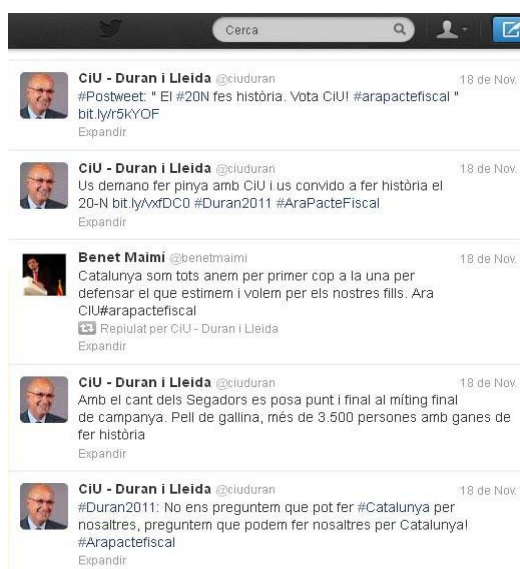 Cerca
CiU - Duran i Lleida @ciuduran 18 de Nov.
#Postweet: " El #20N fes història. Vota CiU! #arapactefiscal "
bit.ly/r5kYOF
Expandir
CiU - Duran i Lleida @ciuduran 18 de Nov.
Us demano fer pinya amb CiU i us convido a fer història el
20-N bit.ly/vxfDC0 #Duran2011 #AraPacteFiscal
Expandir
Benet Maimí @benetmaimi 18 de Nov.
Catalunya som tots anem per primer cop a la una per
defensar el que estimem i volem per els nostres fills. Ara
CIU#arapactefiscal
Repiulat per CiU - Duran i Lleida
Expandir
CiU - Duran i Lleida @ciuduran 18 de Nov.
Amb el cant dels Segadors es posa punt i final al míting final
de campanya. Pell de gallina, més de 3.500 persones amb ganes de
fer història
Expandir
CiU - Duran i Lleida @ciuduran 18 de Nov.
#Duran2011: No ens preguntem que pot fer #Catalunya per
nosaltres, preguntem que podem fer nosaltres per Catalunya!
#Arapactefiscal
Expandir